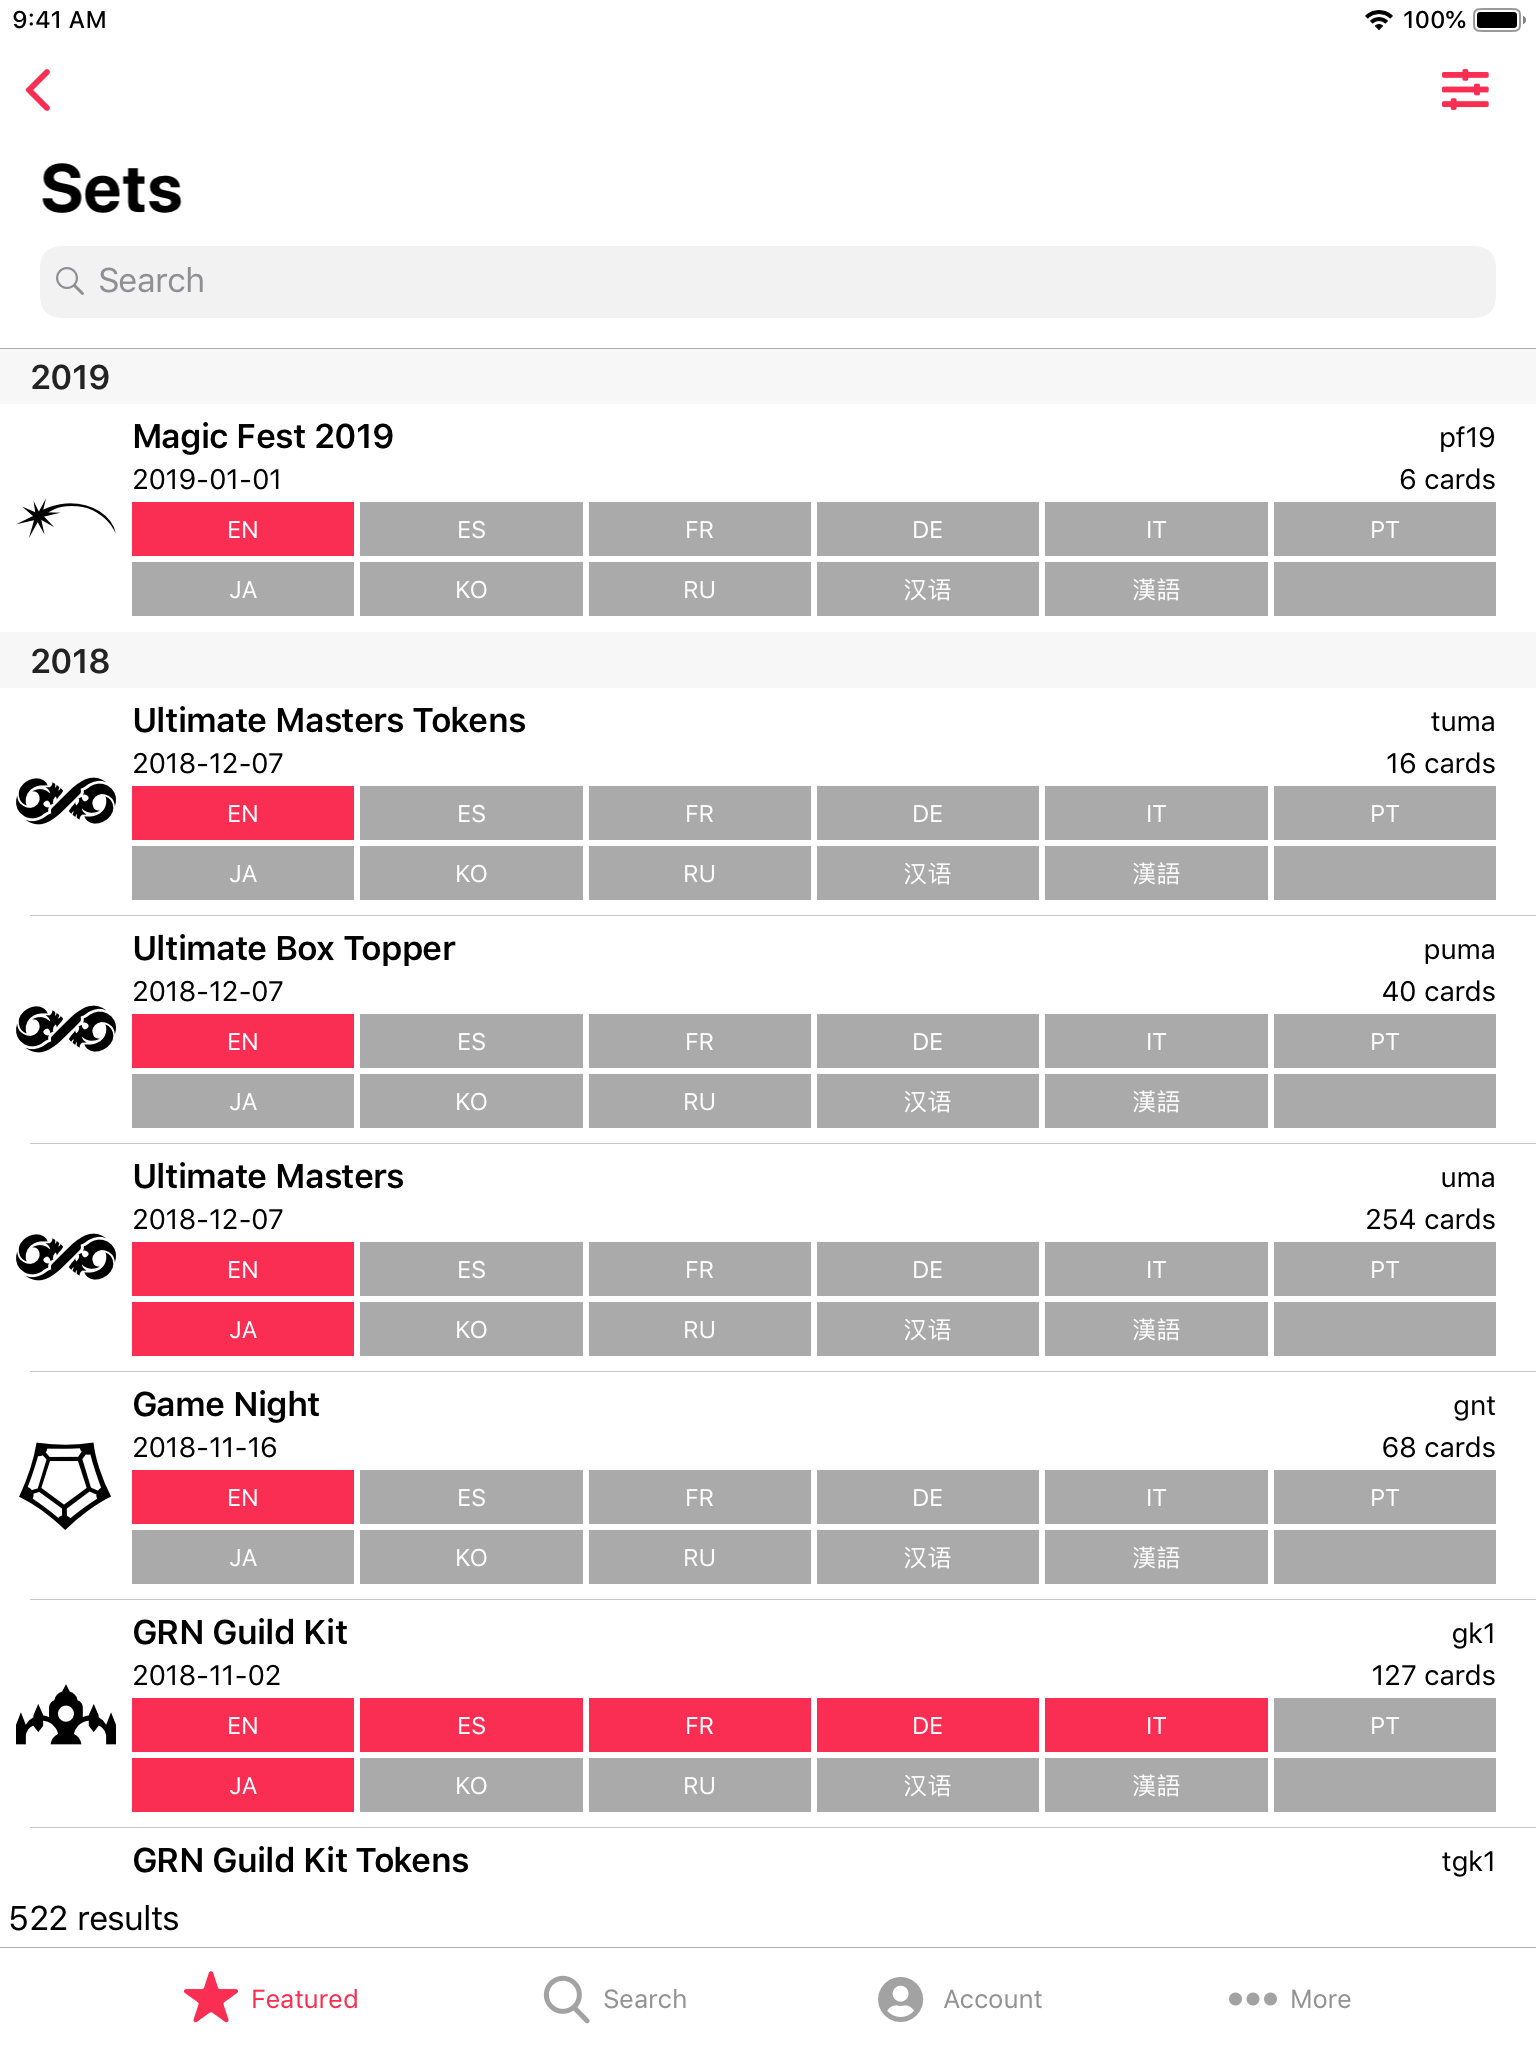 9:41 AM 100%
Sets
Search
2019
Magic Fest 2019 pf19
2019-01-01 6 cards
EN ES FR DE IT PT
JA KO RU 汉语 漢語
2018
Ultimate Masters Tokens tuma
2018-12-07 16 cards
EN ES FR DE IT PT
JA KO RU 汉语 漢語
Ultimate Box Topper puma
2018-12-07 40 cards
EN ES FR DE IT PT
JA KO RU 汉语 漢語
Ultimate Masters uma
2018-12-07 254 cards
EN ES FR DE IT PT
JA KO RU 汉语 漢語
Game Night gnt
2018-11-16 68 cards
EN ES FR DE IT PT
JA KO RU 汉语 漢語
GRN Guild Kit gk1
2018-11-02 127 cards
EN ES FR DE IT PT
JA KO RU 汉语 漢語
GRN Guild Kit Tokens tgk1
522 results
Featured Search Account More